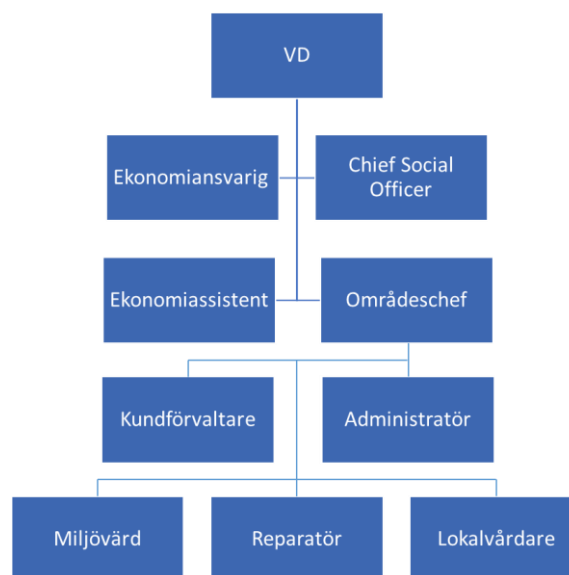 VD
Ekonomiansvarig
Chief Social
Officer
Ekonomiassistent
Områdeschef
Kundförvaltare
Administratör
Miljövärd
Reparatör
Lokalvårdare